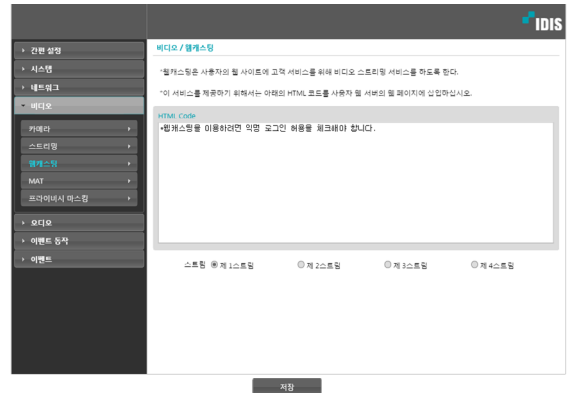 IDIS
간편 설정
시스템
네트워크
비디오
카메라
스트리밍
웹캐스팅
MAT
프라이버시 마스킹
오디오
이벤트 동작
이벤트
비디오 / 웹캐스팅
*웹캐스팅은 사용자의 웹 사이트에 고객 서비스를 위해 비디오 스트리밍 서비스를 하도록 한다.
*이 서비스를 제공하기 위해서는 아래의 HTML 코드를 사용자 웹 서버의 웹 페이지에 삽입하십시오.
HTML Code
*웹캐스팅을 이용하려면 익명 로그인 허용을 체크해야 합니다.
스트림 제 1스트림 제 2스트림 제 3스트림 제 4스트림
저장